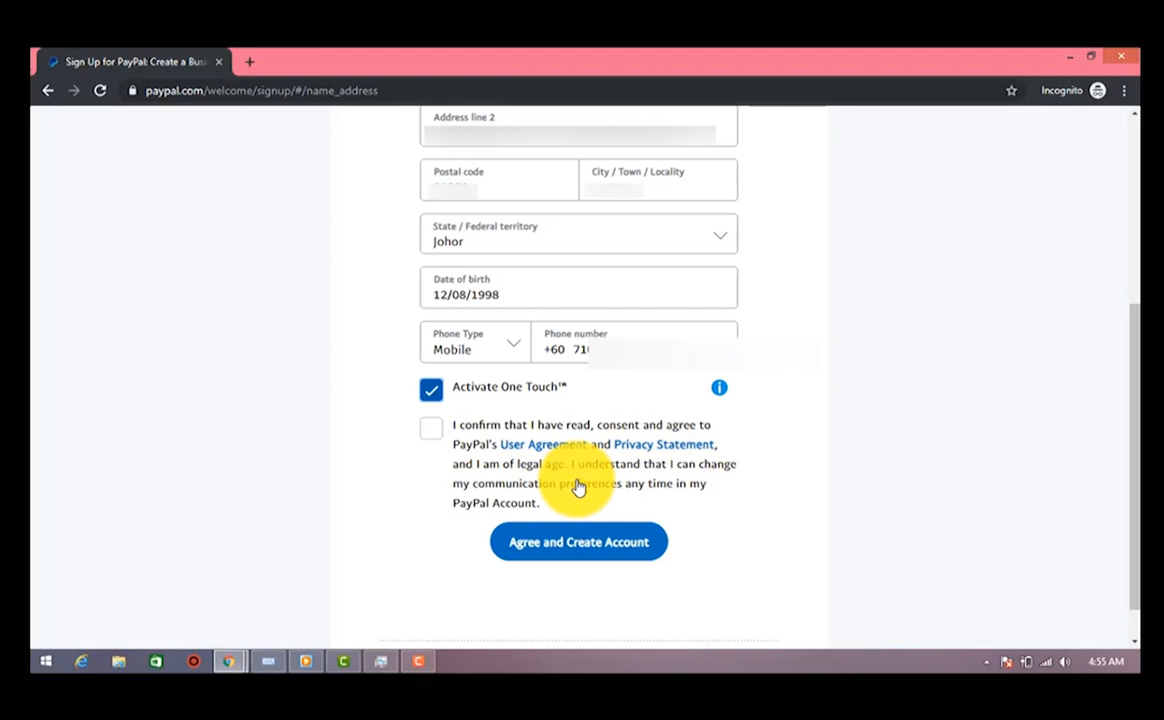 Sign Up for PayPal: Create a Busi
paypal.com/welcome/signup/#/name_address
Incognito
Address line 2
Postal code
City / Town / Locality
State / Federal territory
Johor
Date of birth
12/08/1998
Phone Type
Phone number
Mobile
+60 710
Activate One Touch™
I confirm that I have read, consent and agree to
PayPal's User Agreement and Privacy Statement,
and I am of legal age. I understand that I can change
my communication preferences any time in my
PayPal Account.
Agree and Create Account
4:55 AM